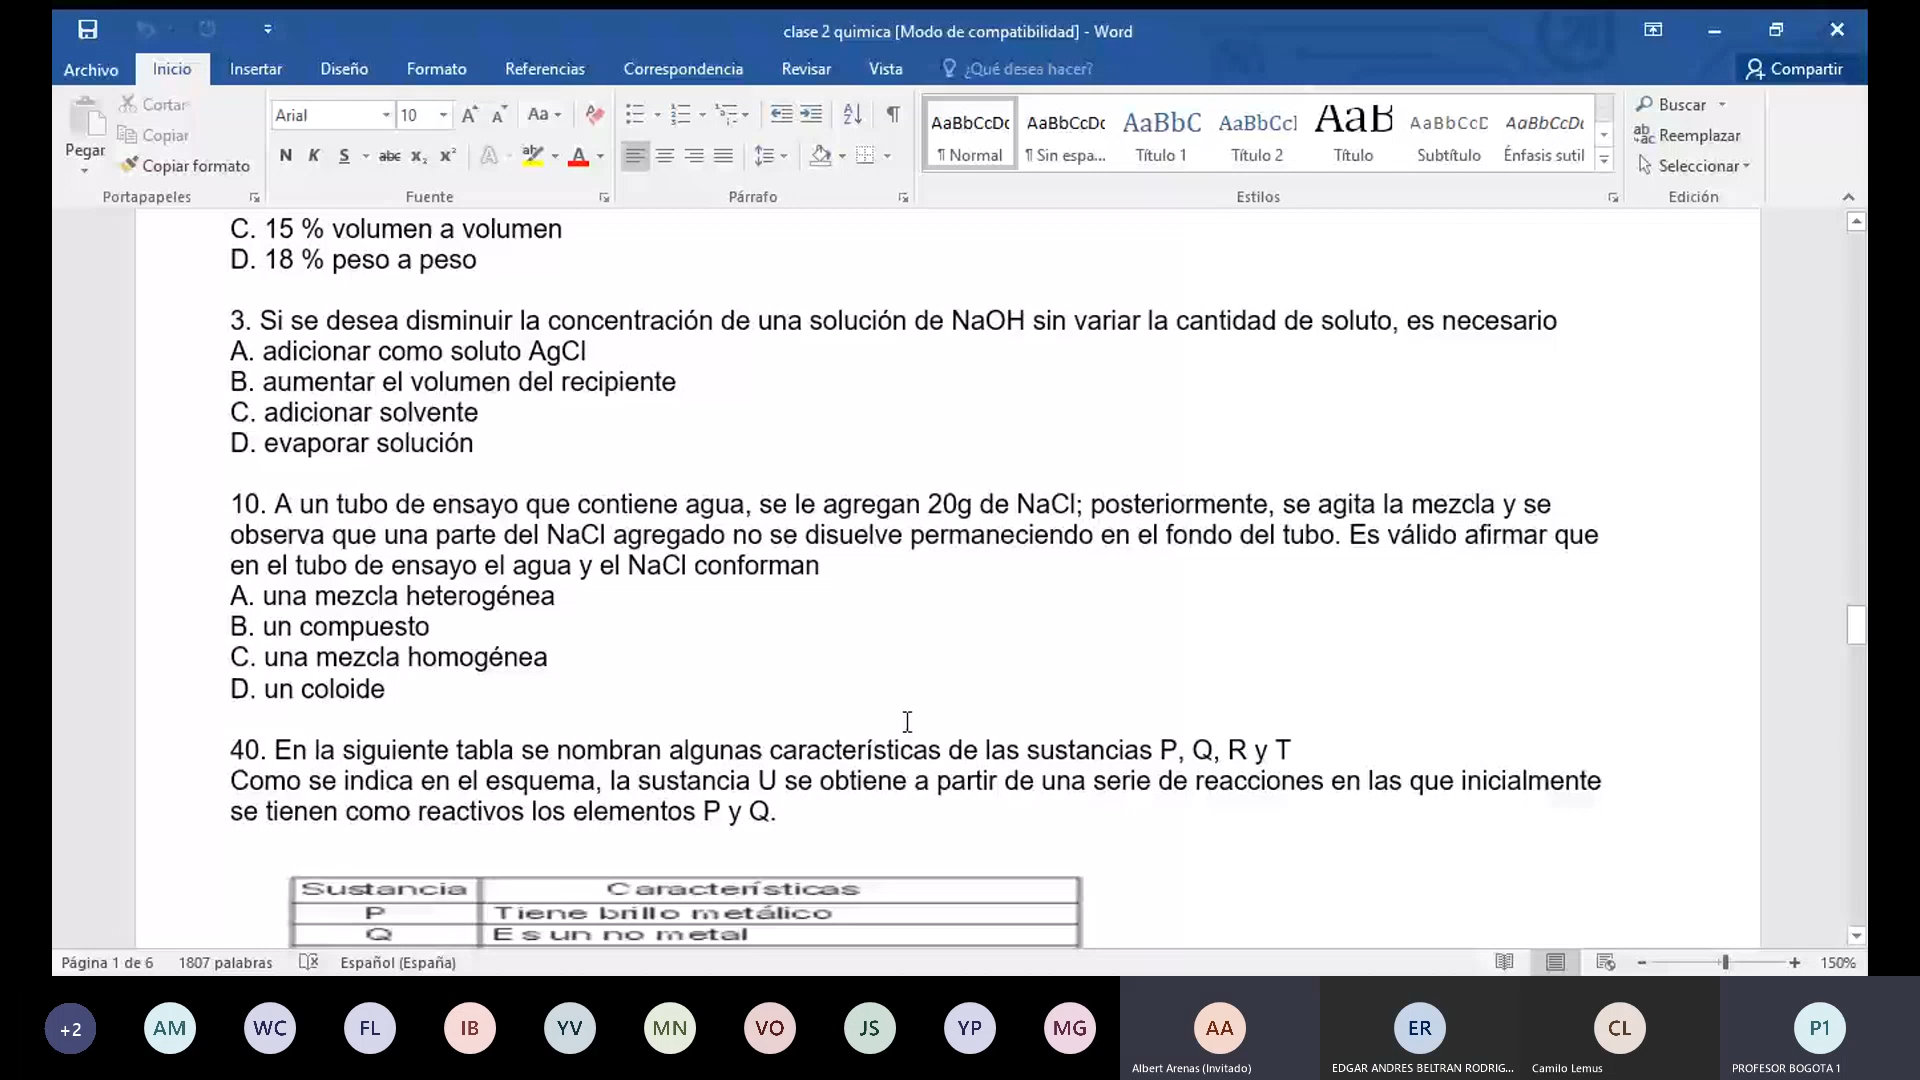 clase 2 quimica [Modo de compatibilidad] - Word
Archivo Inicio Insertar Diseño Formato Referencias Correspondencia Revisar Vista ¿Qué desea hacer? Compartir
Pegar
Cortar
Copiar
Copiar formato
Portapapeles
Arial 10
N K S abc x₂ x²
Fuente
Párrafo
AaBbCcDc AaBbCcDc AaBbC AaBbCcl AaB AaBbCcD AaBbCcDt
¶ Normal ¶ Sin espa... Título 1 Título 2 Título Subtítulo Énfasis sutil
Estilos
Buscar
Reemplazar
Seleccionar
Edición
C. 15 % volumen a volumen
D. 18 % peso a peso
3. Si se desea disminuir la concentración de una solución de NaOH sin variar la cantidad de soluto, es necesario
A. adicionar como soluto AgCl
B. aumentar el volumen del recipiente
C. adicionar solvente
D. evaporar solución
10. A un tubo de ensayo que contiene agua, se le agregan 20g de NaCl; posteriormente, se agita la mezcla y se
observa que una parte del NaCl agregado no se disuelve permaneciendo en el fondo del tubo. Es válido afirmar que
en el tubo de ensayo el agua y el NaCl conforman
A. una mezcla heterogénea
B. un compuesto
C. una mezcla homogénea
D. un coloide
40. En la siguiente tabla se nombran algunas características de las sustancias P, Q, R y T
Como se indica en el esquema, la sustancia U se obtiene a partir de una serie de reacciones en las que inicialmente
se tienen como reactivos los elementos P y Q.
Sustancia Características
P Tiene brillo metálico
Q Es un no metal
Página 1 de 6 1807 palabras Español (España) 150%
+2 AM WC FL IB YV MN VO JS YP MG AA ER CL P1
Albert Arenas (Invitado) EDGAR ANDRES BELTRAN RODRIG... Camilo Lemus PROFESOR BOGOTA 1